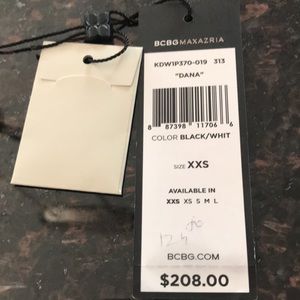 BCBGMAXAZRIA
KDW1P370-019 313
"DANA"
8 87398 11706 6
COLOR BLACK/WHIT
SIZE XXS
AVAILABLE IN
XXS XS S M L
BCBG.COM
$208.00